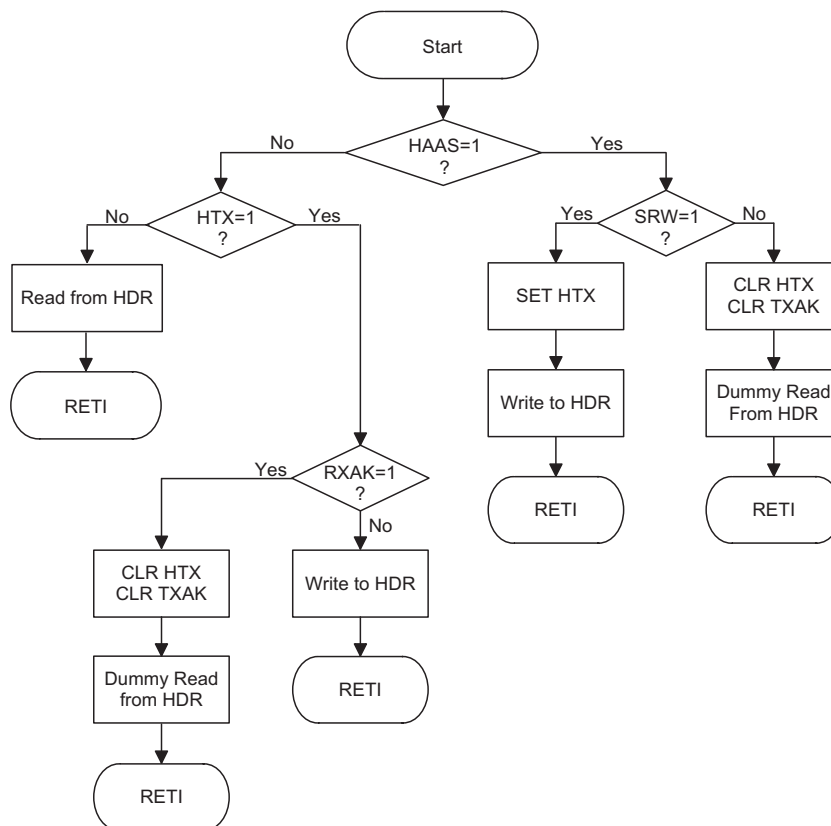 Start
No
HAAS=1
?
Yes
No
HTX=1
?
Yes
Yes
SRW=1
?
No
Read from HDR
SET HTX
CLR HTX
CLR TXAK
RETI
Write to HDR
Dummy Read
From HDR
Yes
RXAK=1
?
No
RETI
RETI
CLR HTX
CLR TXAK
Write to HDR
Dummy Read
from HDR
RETI
RETI